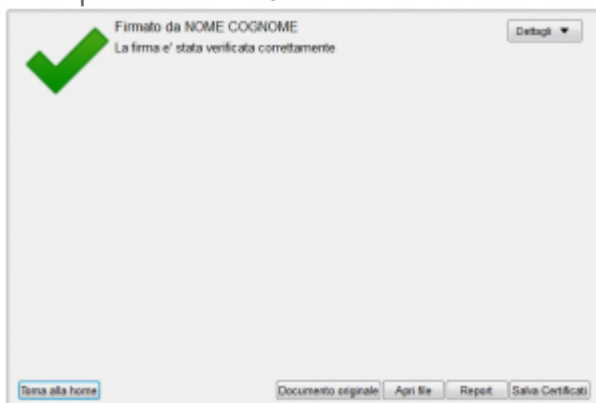 Firmato da NOME COGNOME
Dettagli
La firma e' stata verificata correttamente
Torna alla home
Documento originale
Apri file
Report
Salva Certificati